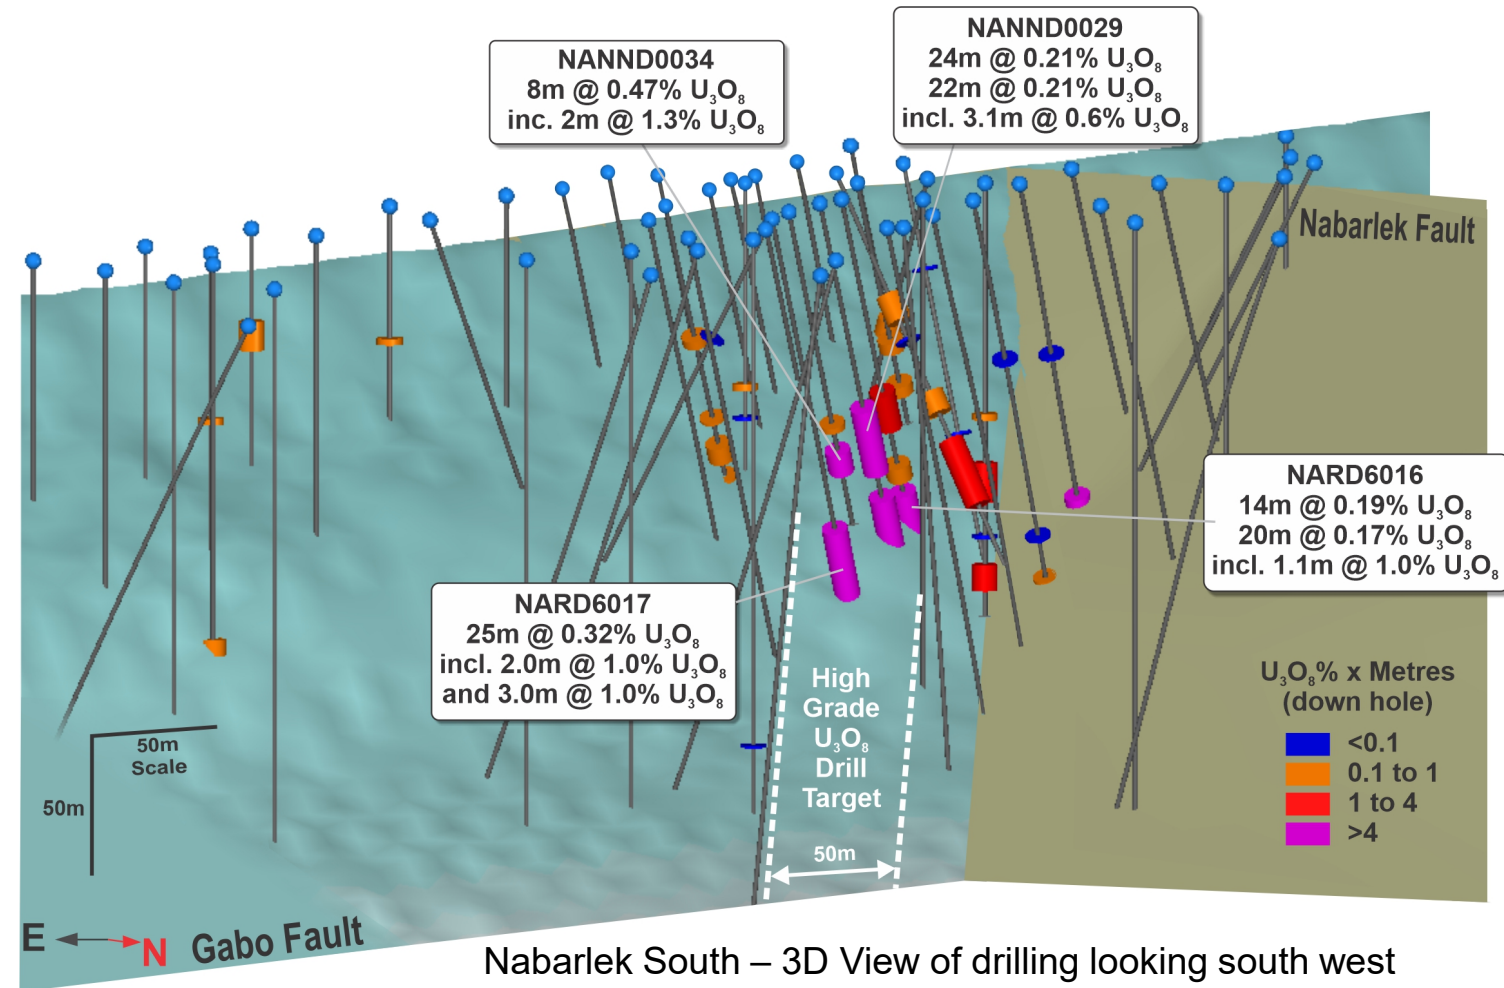 NANND0034
8m @ 0.47% U₃O₈
inc. 2m @ 1.3% U₃O₈
NANND0029
24m @ 0.21% U₃O₈
22m @ 0.21% U₃O₈
incl. 3.1m @ 0.6% U₃O₈
Nabarlek Fault
NARD6016
14m @ 0.19% U₃O₈
20m @ 0.17% U₃O₈
incl. 1.1m @ 1.0% U₃O₈
NARD6017
25m @ 0.32% U₃O₈
incl. 2.0m @ 1.0% U₃O₈
and 3.0m @ 1.0% U₃O₈
High
Grade
U₃O₈
Drill
Target
50m
50m
Scale
50m
U₃O₈% x Metres
(down hole)
<0.1
0.1 to 1
1 to 4
>4
E
N
Gabo Fault
Nabarlek South – 3D View of drilling looking south west